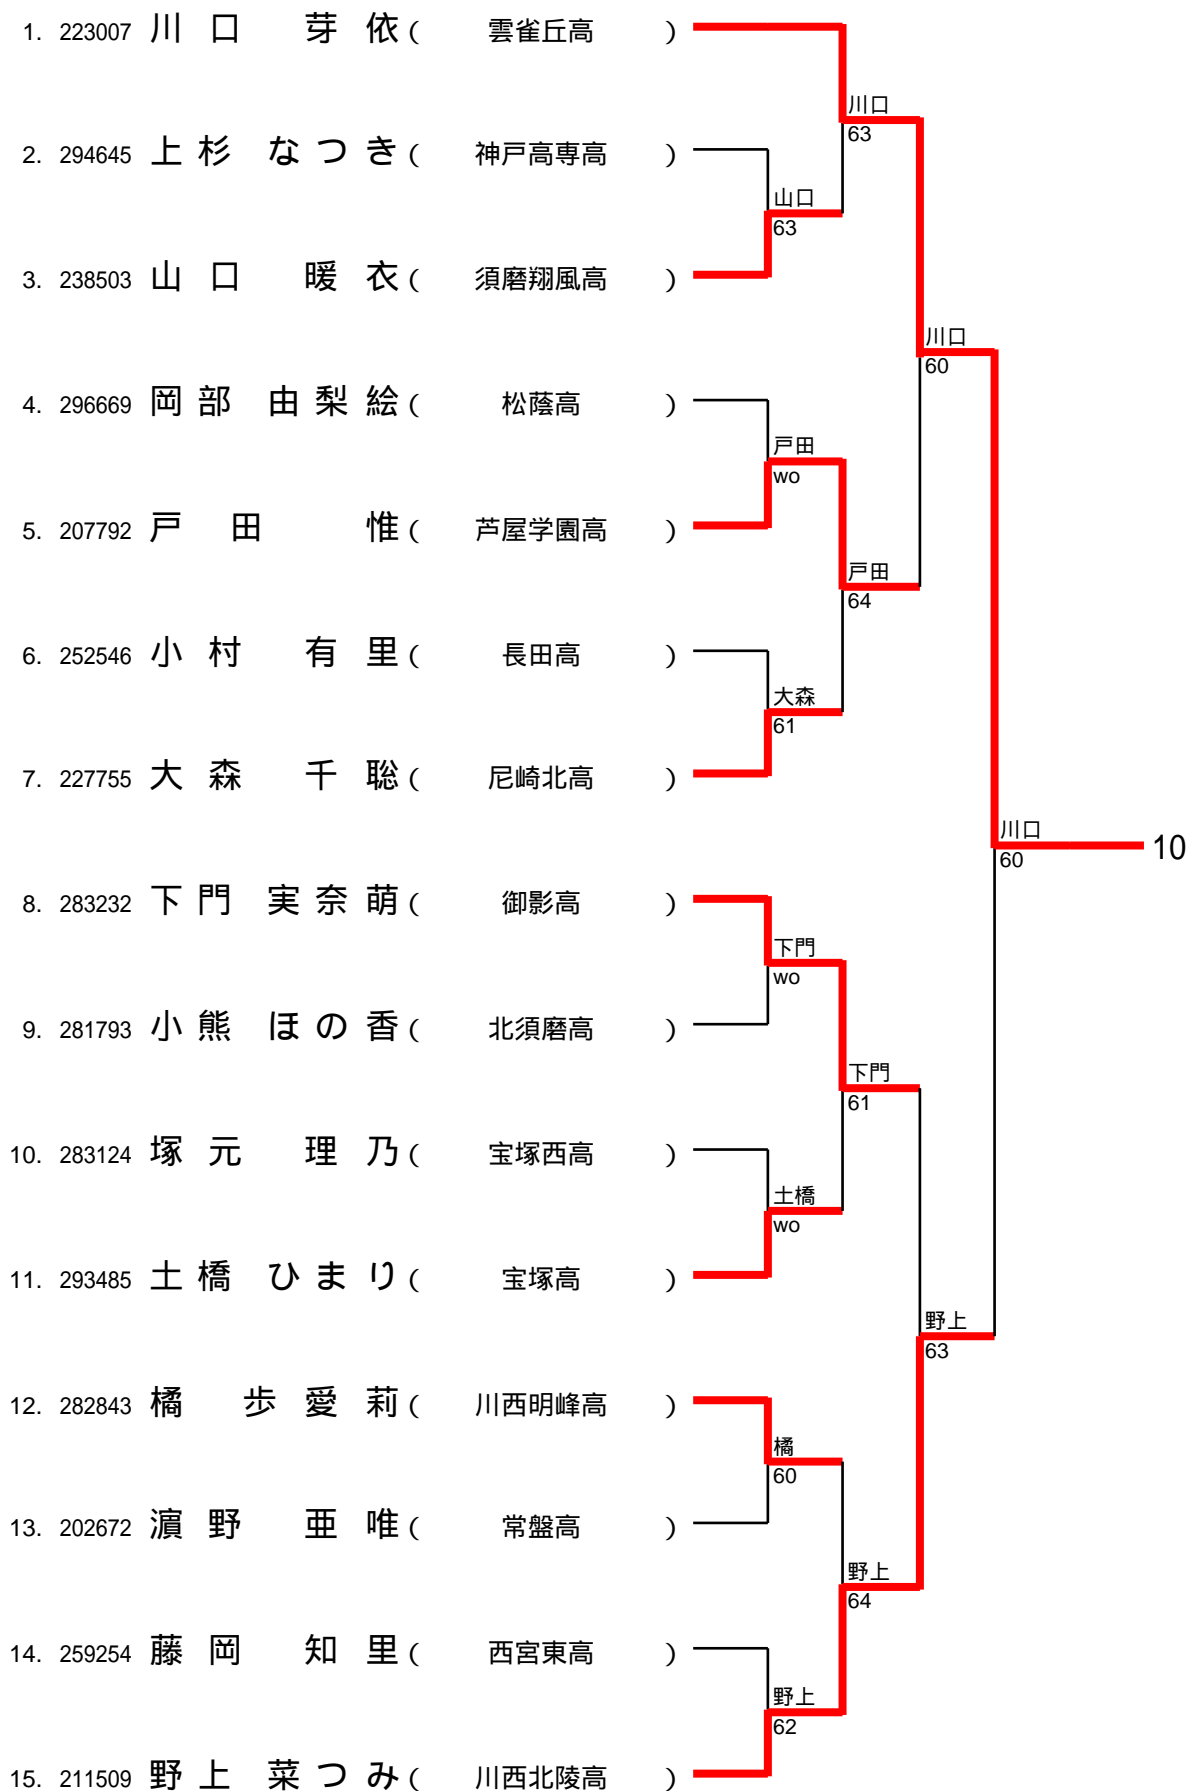 1. 223007 川口 芽依 ( 雲雀丘高 )
川口
63
2. 294645 上杉 なつき ( 神戸高専高 )
山口
63
3. 238503 山口 暖衣 ( 須磨翔風高 )
川口
60
4. 296669 岡部 由梨絵 ( 松蔭高 )
戸田
wo
5. 207792 戸田 惟 ( 芦屋学園高 )
戸田
64
6. 252546 小村 有里 ( 長田高 )
大森
61
7. 227755 大森 千聡 ( 尼崎北高 )
川口
60
10
8. 283232 下門 実奈萌 ( 御影高 )
下門
wo
9. 281793 小熊 ほの香 ( 北須磨高 )
下門
61
10. 283124 塚元 理乃 ( 宝塚西高 )
土橋
wo
11. 293485 土橋 ひまり ( 宝塚高 )
野上
63
12. 282843 橘 歩愛莉 ( 川西明峰高 )
橘
60
13. 202672 濵野 亜唯 ( 常盤高 )
野上
64
14. 259254 藤岡 知里 ( 西宮東高 )
野上
62
15. 211509 野上 菜つみ ( 川西北陵高 )